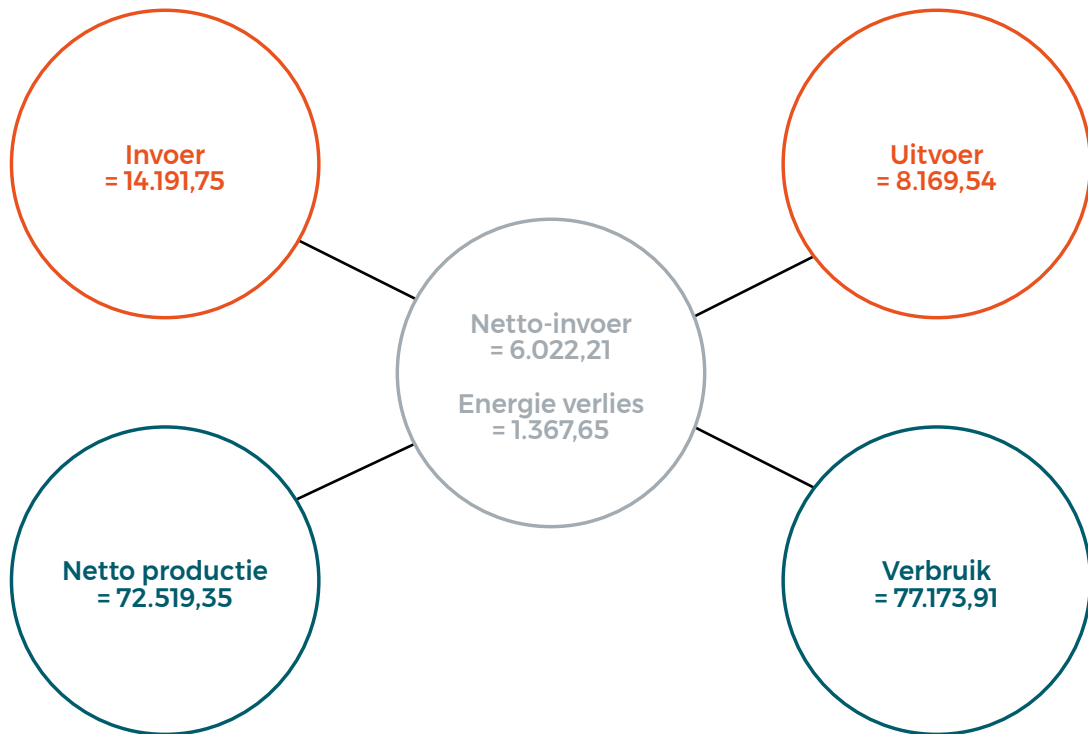 Invoer
= 14.191,75
Uitvoer
= 8.169,54
Netto-invoer
= 6.022,21
Energie verlies
= 1.367,65
Netto productie
= 72.519,35
Verbruik
= 77.173,91